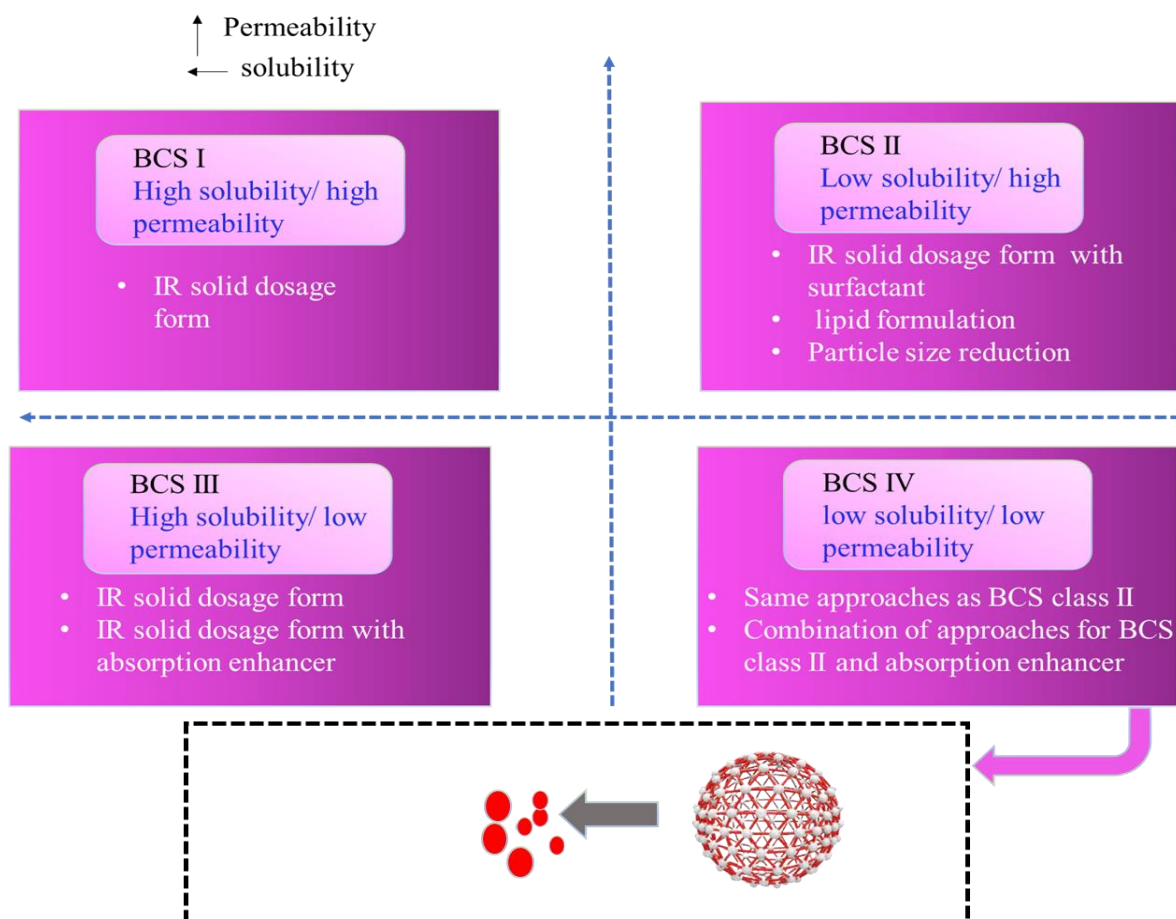 Permeability
solubility
BCS I
High solubility/ high
permeability
• IR solid dosage
form
BCS II
Low solubility/ high
permeability
• IR solid dosage form with
surfactant
• lipid formulation
• Particle size reduction
BCS III
High solubility/ low
permeability
• IR solid dosage form
• IR solid dosage form with
absorption enhancer
BCS IV
low solubility/ low
permeability
• Same approaches as BCS class II
• Combination of approaches for BCS
class II and absorption enhancer